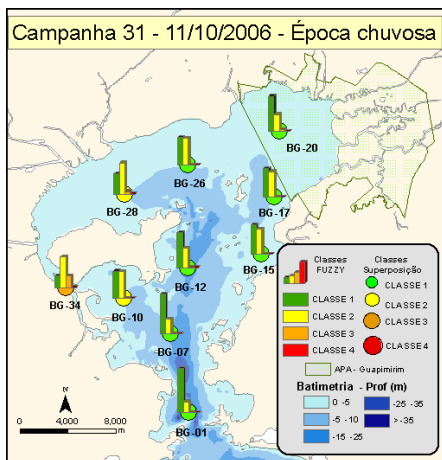 Campanha 31 - 11/10/2006 - Época chuvosa
BG-20
BG-26
BG-28
BG-17
BG-15
BG-12
BG-34
BG-10
BG-07
BG-01
N
0 4,000 8,000
m
Classes
FUZZY
CLASSE 1
CLASSE 2
CLASSE 3
CLASSE 4
Classes
Superposição
CLASSE 1
CLASSE 2
CLASSE 3
CLASSE 4
APA - Guapimirim
Batimetria - Prof (m)
0 -5
-5 - 10
-15 - 25
-25 - 35
>-35